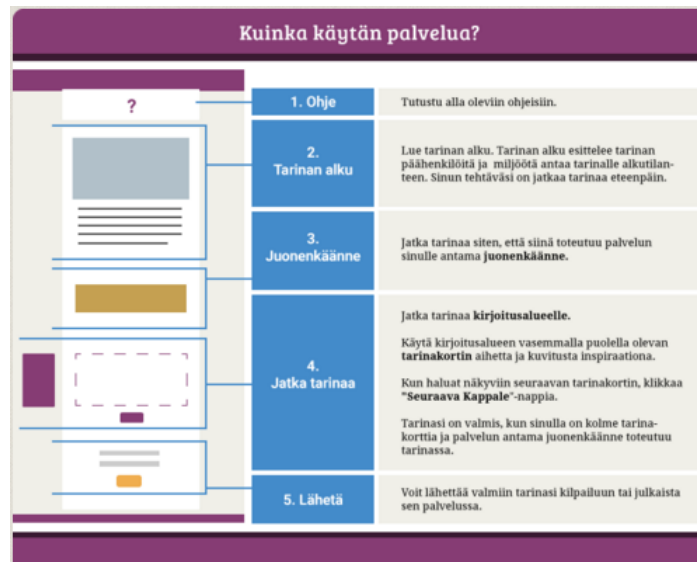 Kuinka käytän palvelua?
?
1. Ohje
Tutustu alla oleviin ohjeisiin.
2.
Tarinan alku
Lue tarinan alku. Tarinan alku esittelee tarinan
päähenkilöitä ja miljöötä antaa tarinalle alkutilan-
teen. Sinun tehtäväsi on jatkaa tarinaa eteenpäin.
3.
Juonenkäänne
Jatka tarinaa siten, että siinä toteutuu palvelun
sinulle antama juonenkäänne.
4.
Jatka tarinaa
Jatka tarinaa kirjoitusalueelle.
Käytä kirjoitusalueen vasemmalla puolella olevan
tarinakortin aihetta ja kuvitusta inspiraationa.
Kun haluat näkyviin seuraavan tarinakortin, klikkaa
"Seuraava Kappale"-nappia.
Tarinasi on valmis, kun sinulla on kolme tarina-
korttia ja palvelun antama juonenkäänne toteutuu
tarinassa.
5. Lähetä
Voit lähettää valmiin tarinasi kilpailuun tai julkaista
sen palvelussa.